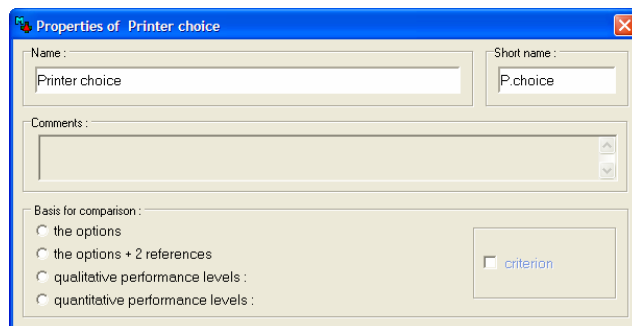 Properties of Printer choice
Name :
Short name :
Printer choice
P.choice
Comments :
Basis for comparison :
the options
the options + 2 references
qualitative performance levels :
quantitative performance levels :
criterion